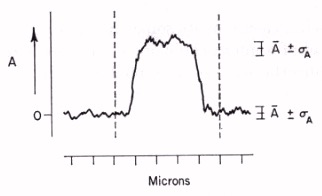 A
Ā ± σA
0
Ā ± σA
Microns